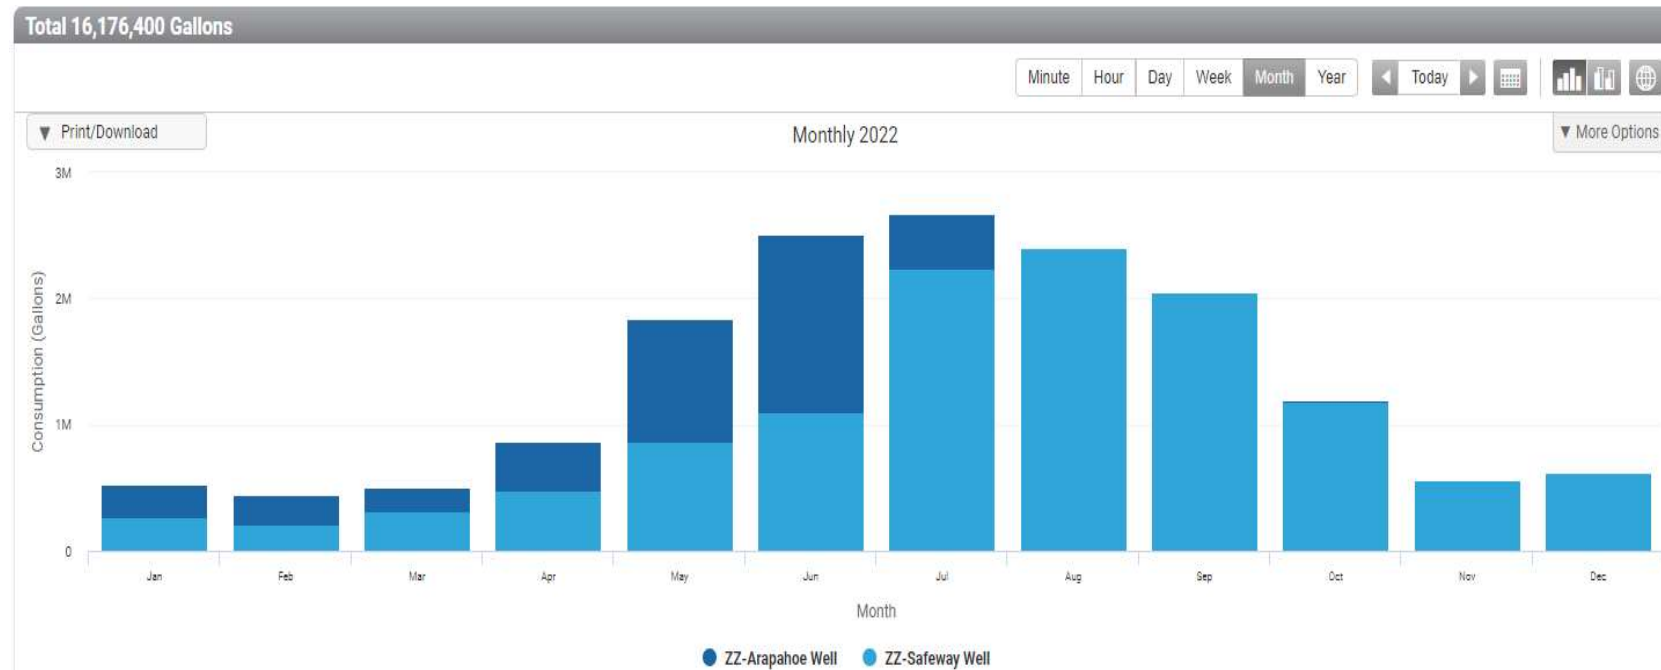 Total 16,176,400 Gallons
Minute Hour Day Week Month Year Today
▼ Print/Download
Monthly 2022
▼ More Options
3M
2M
1M
0
Consumption (Gallons)
Jan Feb Mar Apr May Jun Jul Aug Sep Oct Nov Dec
Month
ZZ-Arapahoe Well ZZ-Safeway Well